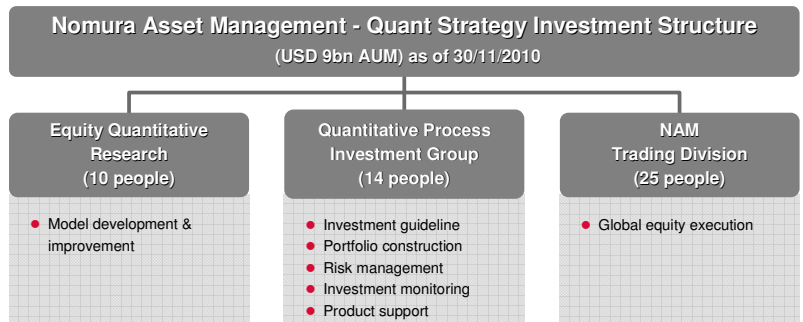 Nomura Asset Management - Quant Strategy Investment Structure
(USD 9bn AUM) as of 30/11/2010
Equity Quantitative
Research
(10 people)
Model development &
improvement
Quantitative Process
Investment Group
(14 people)
Investment guideline
Portfolio construction
Risk management
Investment monitoring
Product support
NAM
Trading Division
(25 people)
Global equity execution